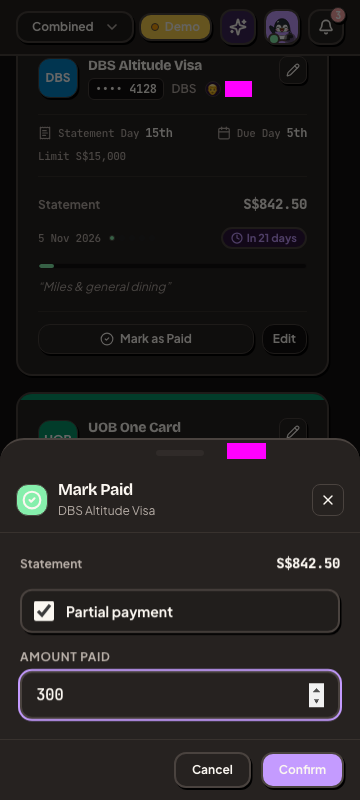 Combined
Demo
3
DBS
DBS Altitude Visa
•••• 4128
DBS
Statement Day 15th
Due Day 5th
Limit S$15,000
Statement
S$842.50
5 Nov 2026
In 21 days
"Miles & general dining"
Mark as Paid
Edit
UOB
UOB One Card
Mark Paid
DBS Altitude Visa
Statement
S$842.50
Partial payment
AMOUNT PAID
300
Cancel
Confirm